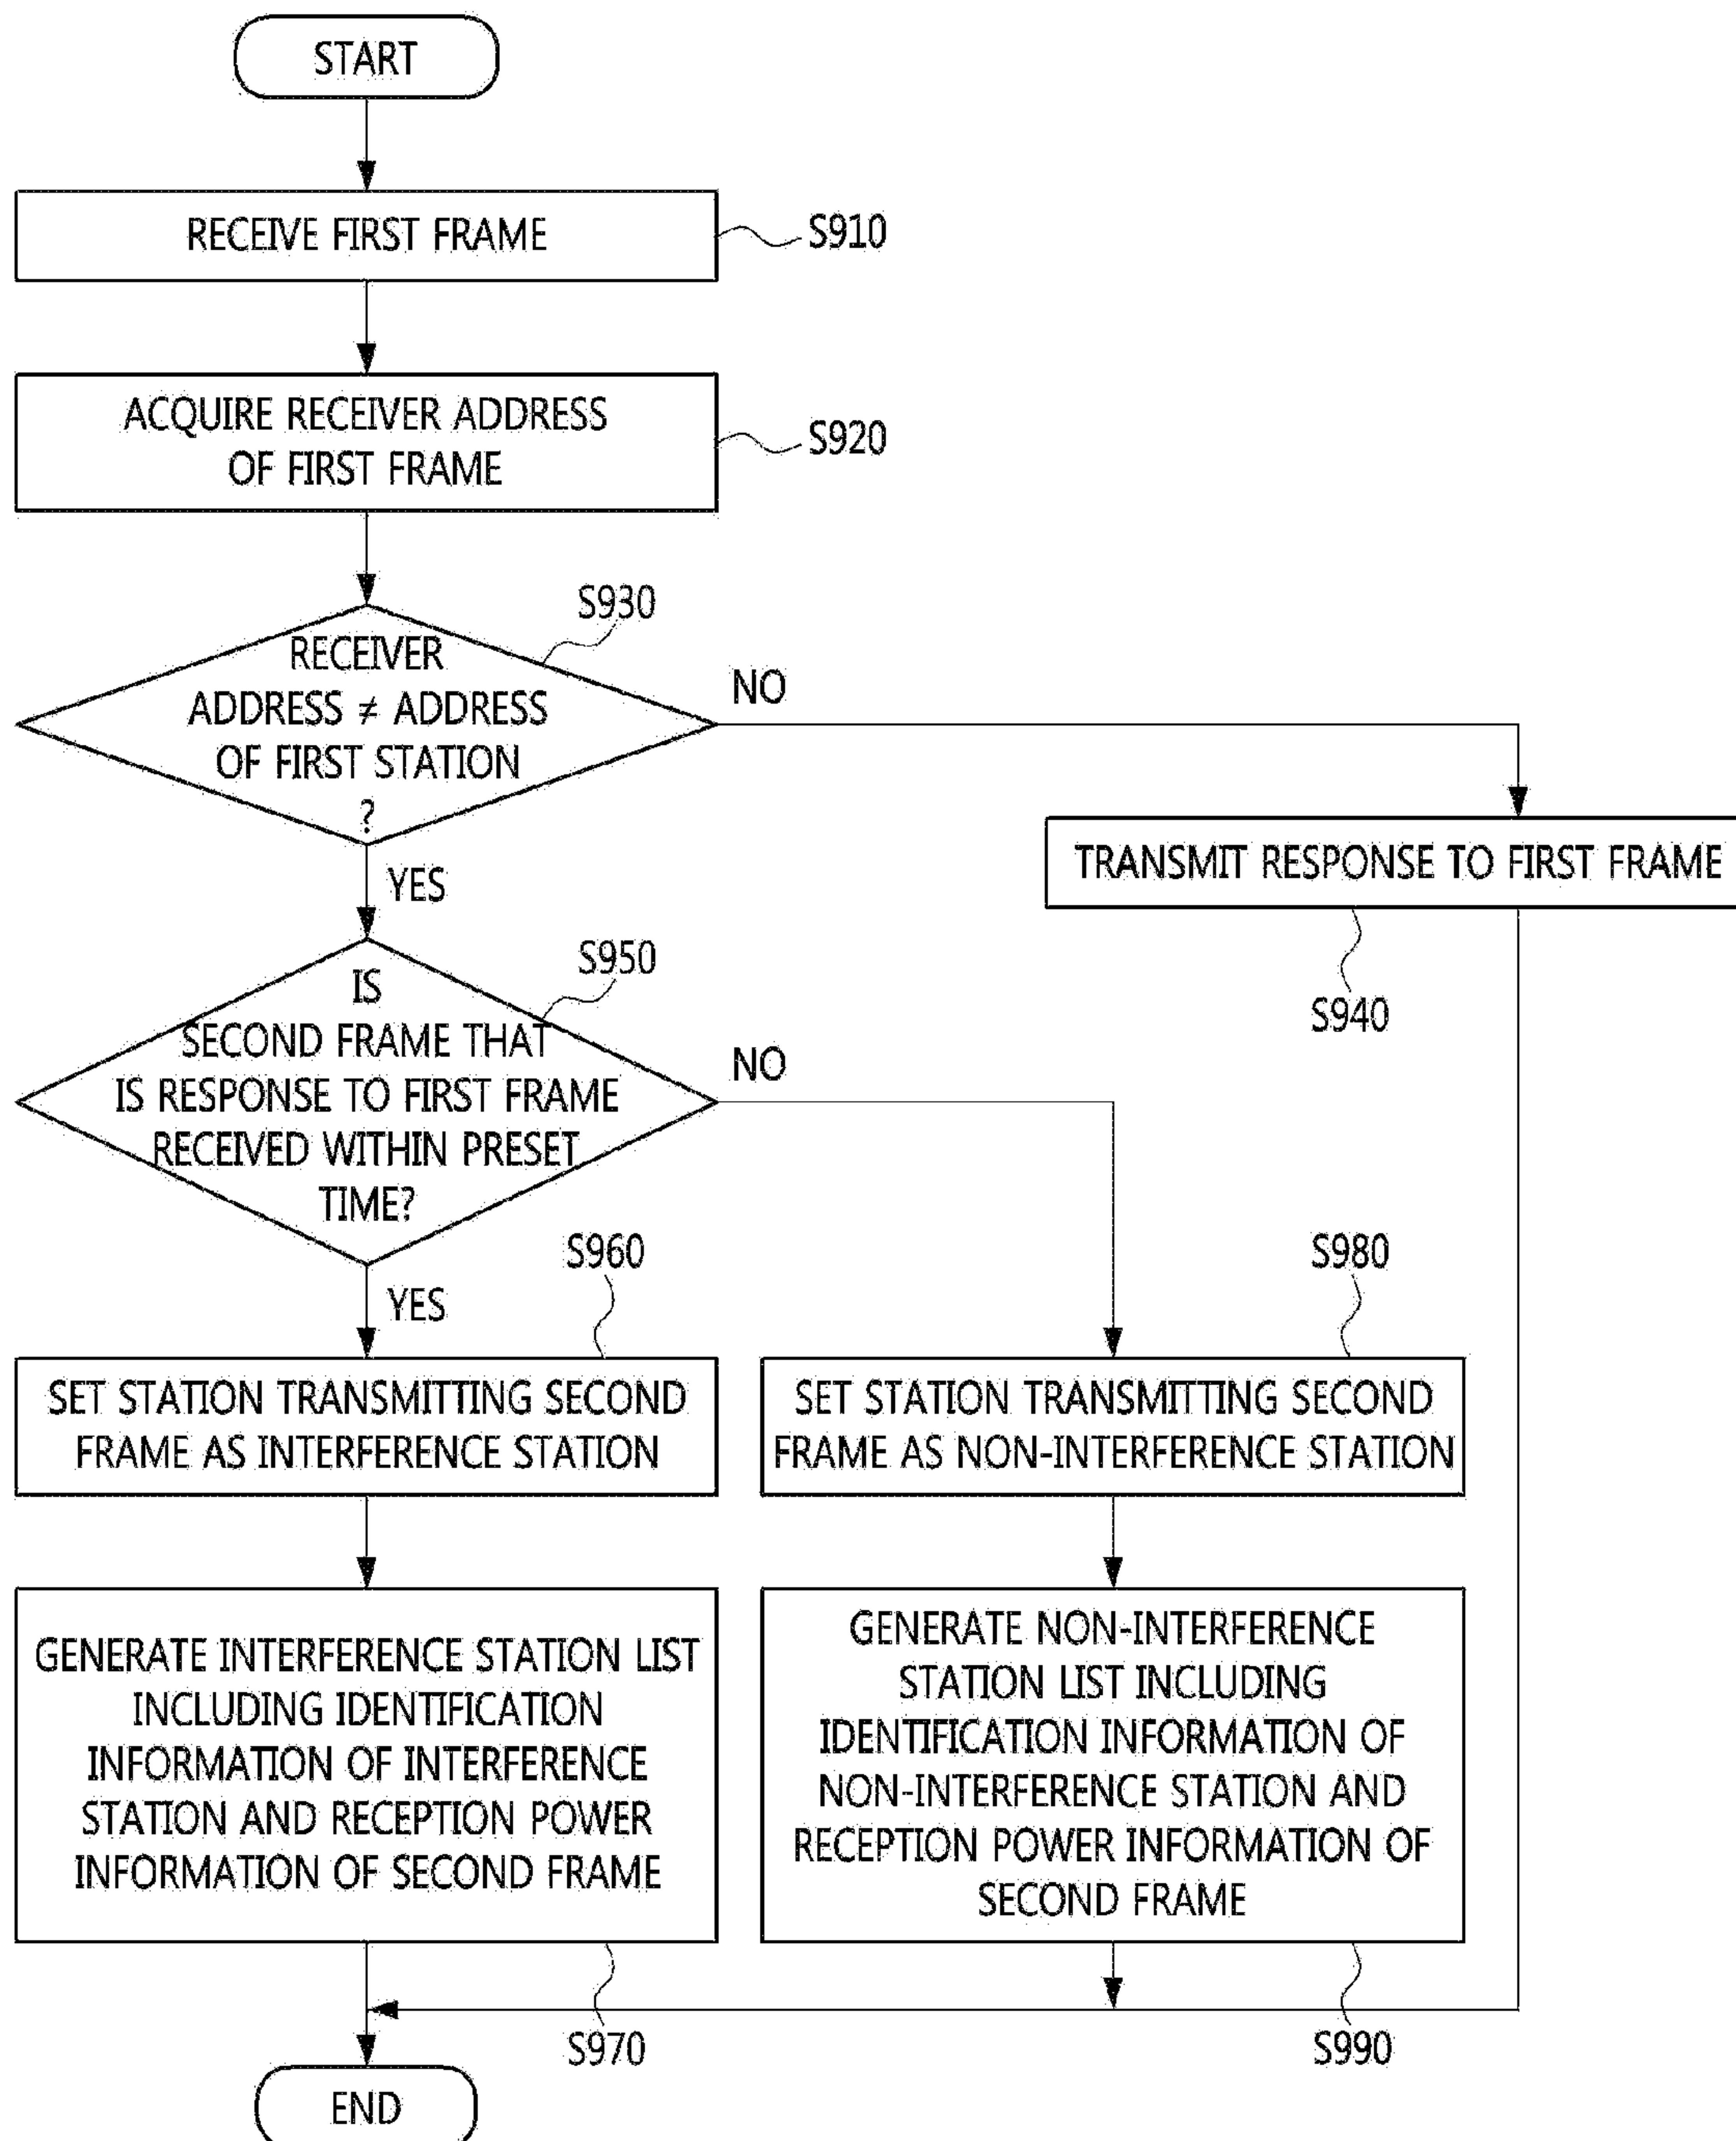 START
RECEIVE FIRST FRAME
S910
ACQUIRE RECEIVER ADDRESS
OF FIRST FRAME
S920
S930
RECEIVER
ADDRESS ≠ ADDRESS
OF FIRST STATION
?
NO
YES
TRANSMIT RESPONSE TO FIRST FRAME
S940
S950
IS
SECOND FRAME THAT
IS RESPONSE TO FIRST FRAME
RECEIVED WITHIN PRESET
TIME?
NO
YES
S960
SET STATION TRANSMITTING SECOND
FRAME AS INTERFERENCE STATION
S980
SET STATION TRANSMITTING SECOND
FRAME AS NON-INTERFERENCE STATION
GENERATE INTERFERENCE STATION LIST
INCLUDING IDENTIFICATION
INFORMATION OF INTERFERENCE
STATION AND RECEPTION POWER
INFORMATION OF SECOND FRAME
S970
GENERATE NON-INTERFERENCE
STATION LIST INCLUDING
IDENTIFICATION INFORMATION OF
NON-INTERFERENCE STATION AND
RECEPTION POWER INFORMATION OF
SECOND FRAME
S990
END